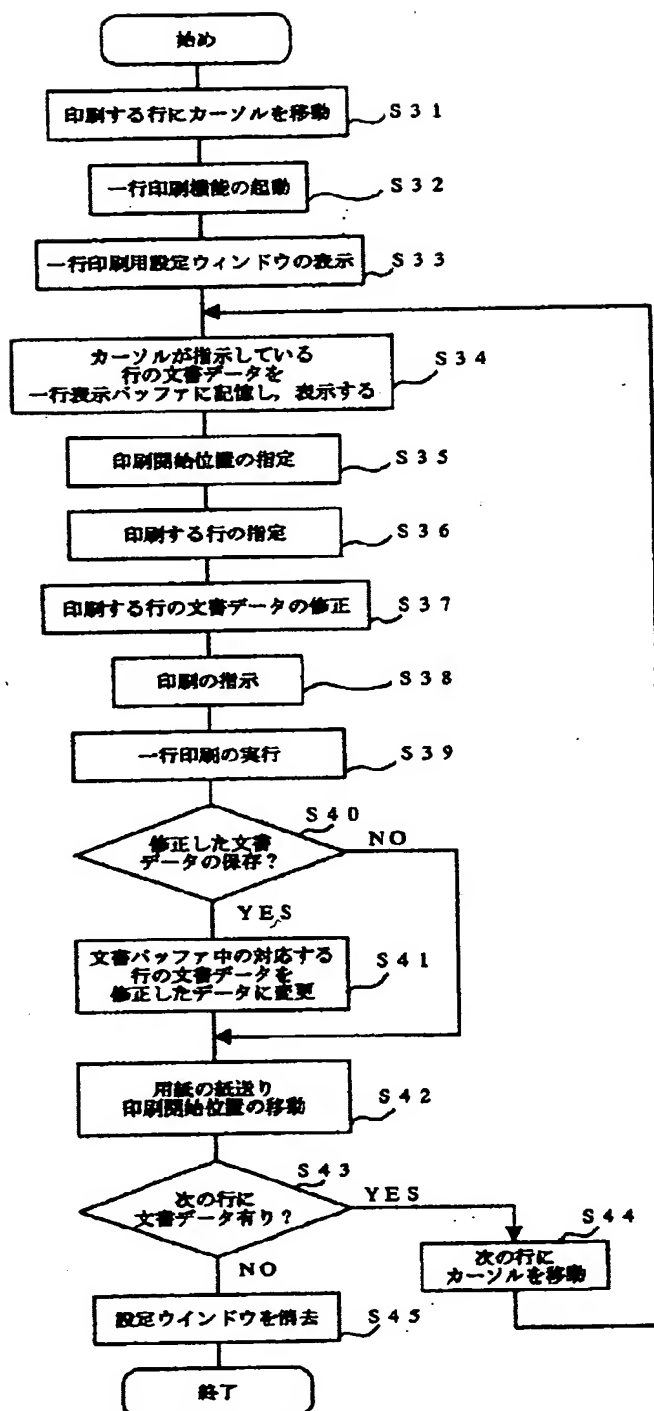 始め
印刷する行にカーソルを移動
S31
一行印刷機能の起動
S32
一行印刷用設定ウィンドウの表示
S33
カーソルが指示している
行の文書データを
一行表示バッファに記憶し，表示する
S34
印刷開始位置の指定
S35
印刷する行の指定
S36
印刷する行の文書データの修正
S37
印刷の指示
S38
一行印刷の実行
S39
S40
修正した文書
データの保存？
NO
YES
文書バッファ中の対応する
行の文書データを
修正したデータに変更
S41
用紙の紙送り
印刷開始位置の移動
S42
S43
次の行に
文書データ有り？
YES
S44
次の行に
カーソルを移動
NO
設定ウインドウを消去
S45
終了